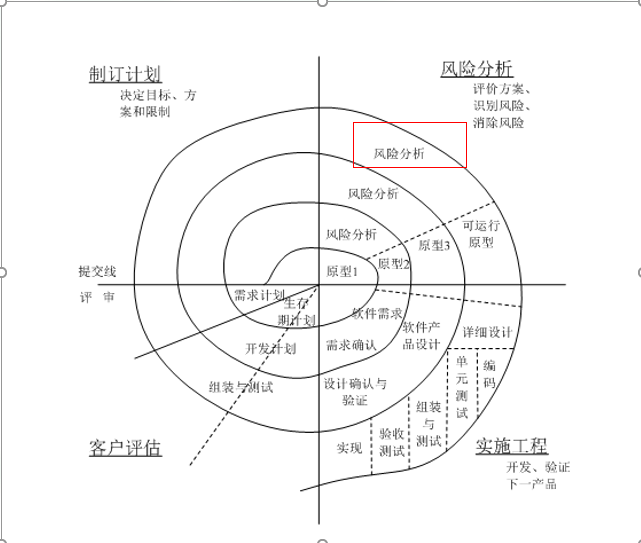 制订计划
决定目标、方
案和限制
风险分析
评价方案、
识别风险、
消除风险
风险分析
风险分析
风险分析
可运行
原型
原型3
原型2
原型1
提交线
评 审
需求计划
生存
期计划
软件需求
软件产
品设计
详细设计
开发计划
需求确认
组装与测试
设计确认与
验证
单元测试
编码
组装与测试
验收
测试
实现
客户评估
实施工程
开发、验证
下一产品